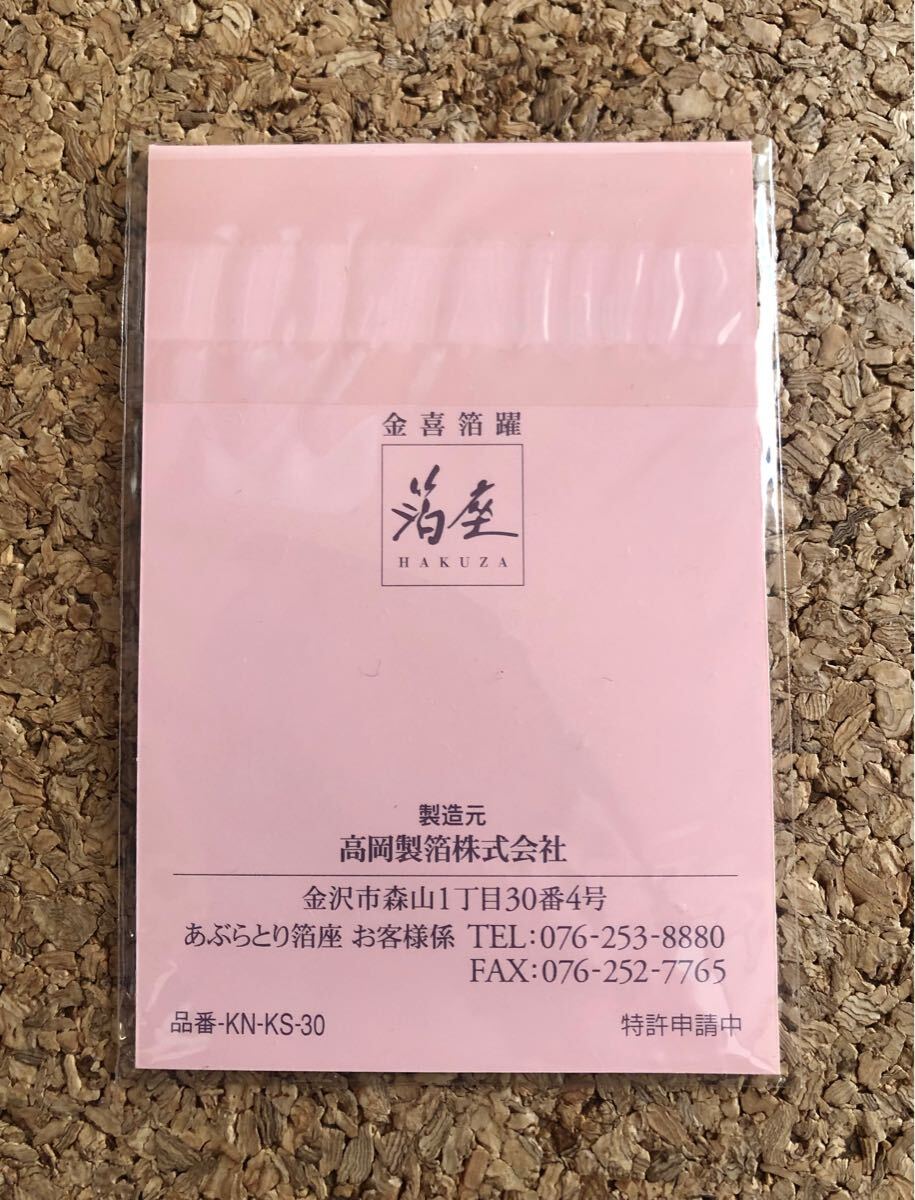 金喜箔躍
箔座
HAKUZA
製造元
高岡製箔株式会社
金沢市森山1丁目30番4号
あぶらとり箔座 お客様係 TEL:076-253-8880
FAX:076-252-7765
品番-KN-KS-30 特許申請中